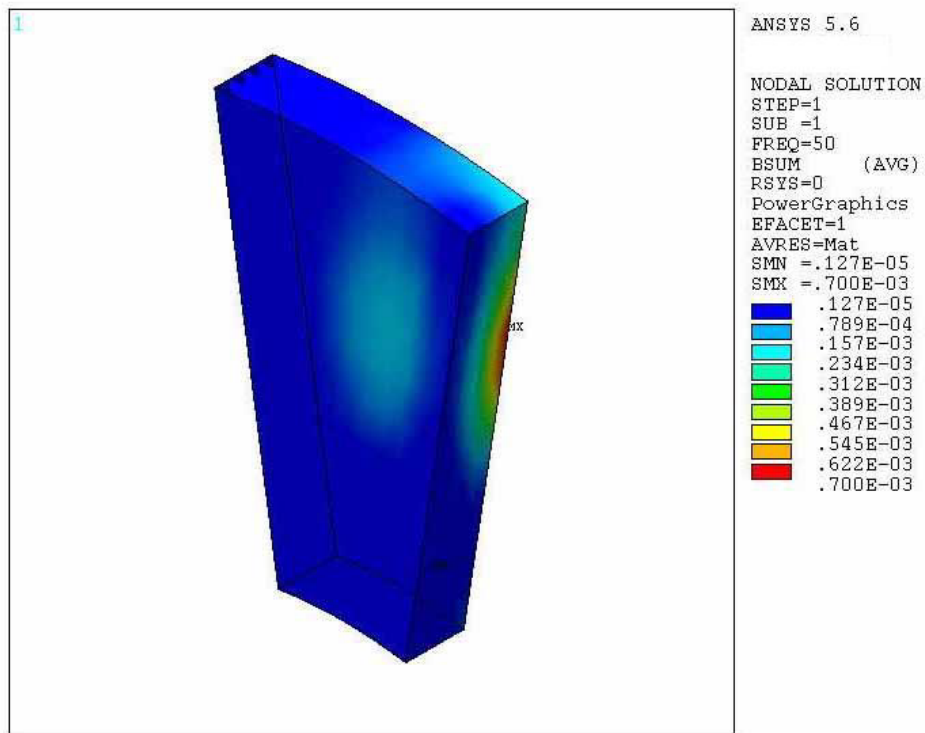 1
ANSYS 5.6
NODAL SOLUTION
STEP=1
SUB =1
FREQ=50
BSUM (AVG)
RSYS=0
PowerGraphics
EFACET=1
AVRES=Mat
SMN =.127E-05
SMX =.700E-03
.127E-05
.789E-04
.157E-03
.234E-03
.312E-03
.389E-03
.467E-03
.545E-03
.622E-03
.700E-03
MX